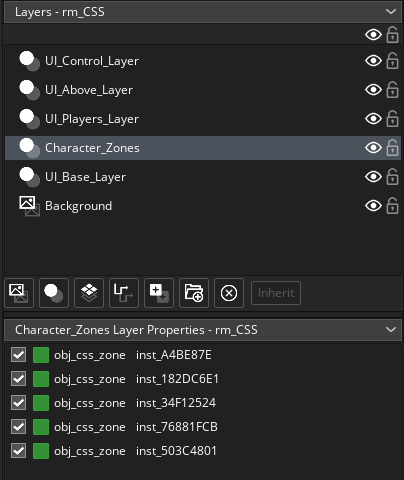 Layers - rm_CSS
UI_Control_Layer
UI_Above_Layer
UI_Players_Layer
Character_Zones
UI_Base_Layer
Background
Inherit
Character_Zones Layer Properties - rm_CSS
obj_css_zone inst_A4BE87E
obj_css_zone inst_182DC6E1
obj_css_zone inst_34F12524
obj_css_zone inst_76881FCB
obj_css_zone inst_503C4801